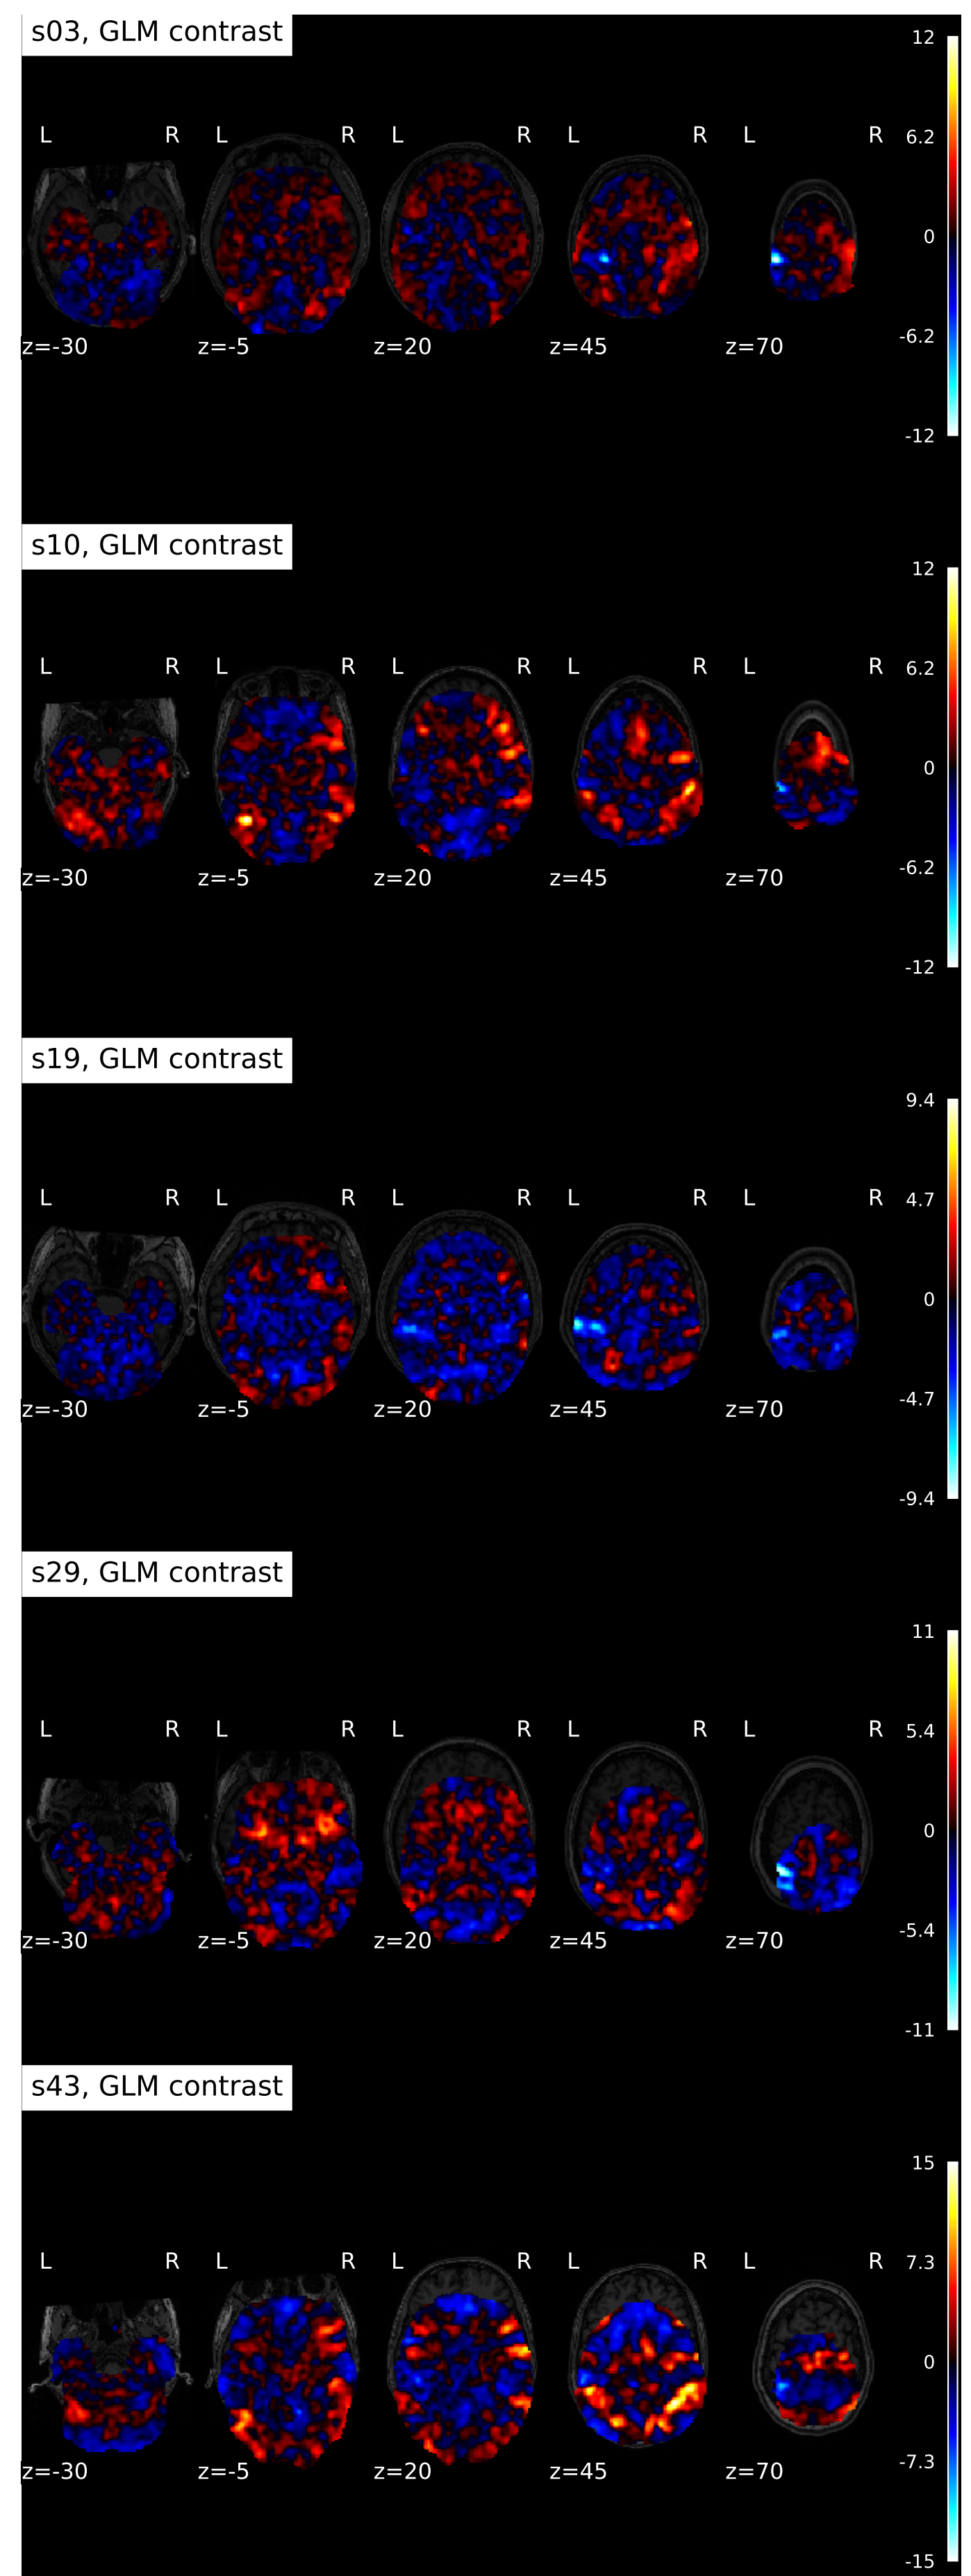 s03, GLM contrast
12
6.2
0
-6.2
-12
L R L R L R L R L R
z=-30 z=-5 z=20 z=45 z=70
s10, GLM contrast
12
6.2
0
-6.2
-12
L R L R L R L R L R
z=-30 z=-5 z=20 z=45 z=70
s19, GLM contrast
9.4
4.7
0
-4.7
-9.4
L R L R L R L R L R
z=-30 z=-5 z=20 z=45 z=70
s29, GLM contrast
11
5.4
0
-5.4
-11
L R L R L R L R L R
z=-30 z=-5 z=20 z=45 z=70
s43, GLM contrast
15
7.3
0
-7.3
-15
L R L R L R L R L R
z=-30 z=-5 z=20 z=45 z=70